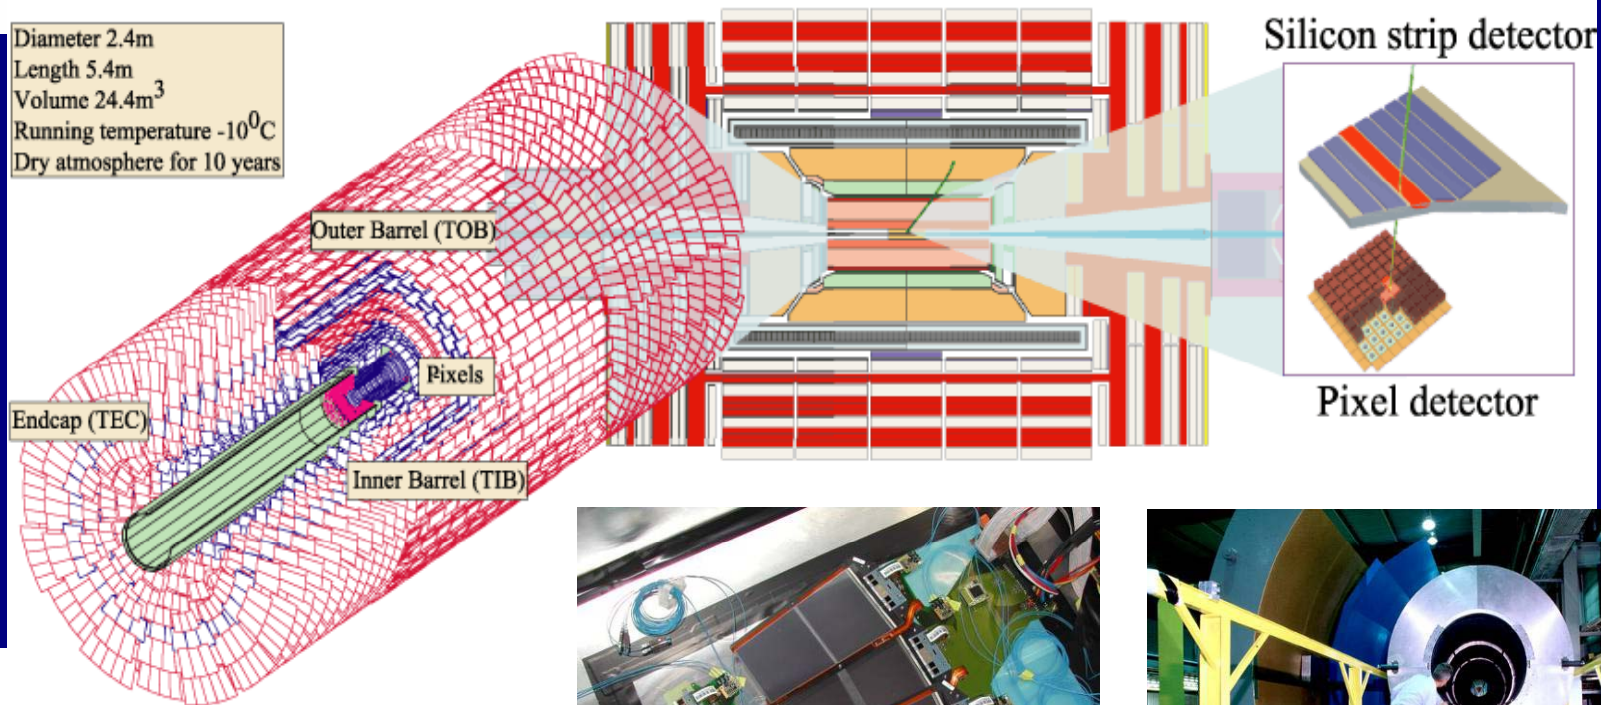 Diameter 2.4m
Length 5.4m
Volume 24.4m3
Running temperature -10⁰C
Dry atmosphere for 10 years
Silicon strip detector
Outer Barrel (TOB)
Pixels
Endcap (TEC)
Pixel detector
Inner Barrel (TIB)